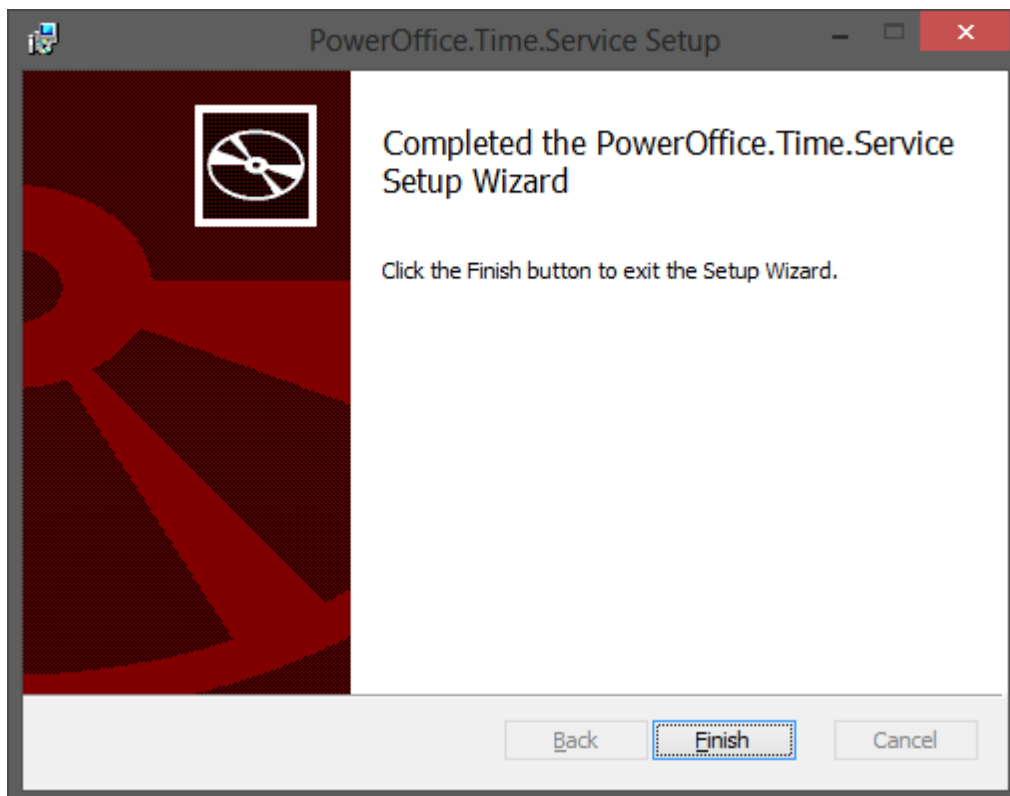 PowerOffice.Time.Service Setup
Completed the PowerOffice.Time.Service
Setup Wizard
Click the Finish button to exit the Setup Wizard.
Back
Finish
Cancel